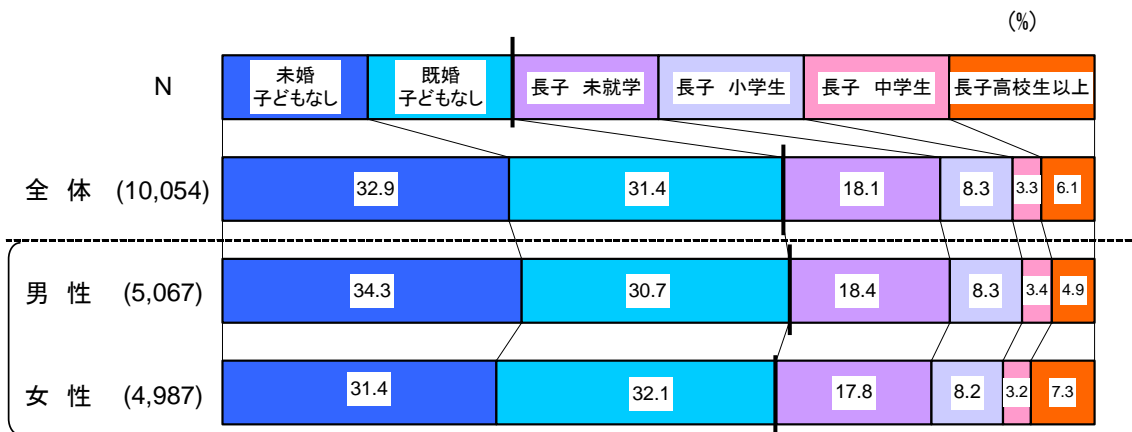 (%)
N
未婚
子どもなし
既婚
子どもなし
長子 未就学
長子 小学生
長子 中学生
長子高校生以上
全 体 (10,054) 32.9 31.4 18.1 8.3 3.3 6.1
男 性 (5,067) 34.3 30.7 18.4 8.3 3.4 4.9
女 性 (4,987) 31.4 32.1 17.8 8.2 3.2 7.3